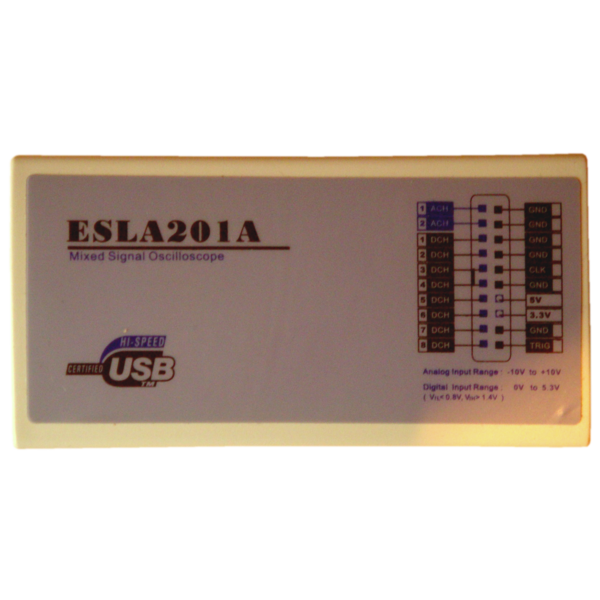 ESLA201A
Mixed Signal Oscilloscope
HI-SPEED
CERTIFIED USB TM
1 ACH GND
2 ACH GND
1 DCH GND
2 DCH GND
3 DCH CLK
4 DCH GND
5 DCH 5V
6 DCH 3.3V
7 DCH GND
8 DCH TRIG
Analog Input Range : -10V to +10V
Digital Input Range : 0V to 5.3V
( VIL< 0.8V, VIH> 1.4V )